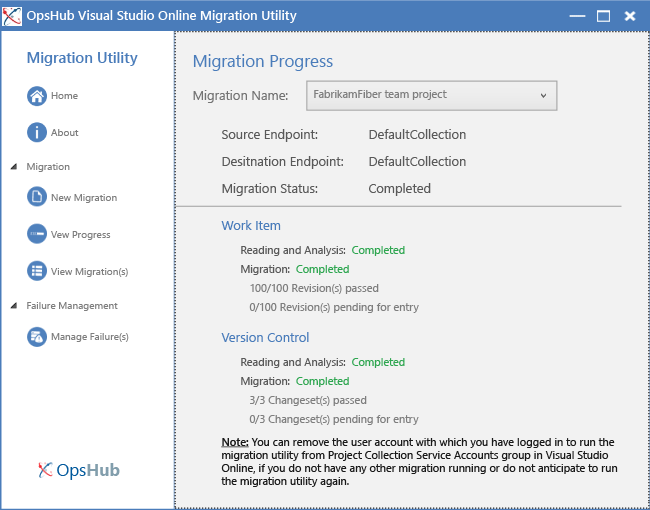 OpsHub Visual Studio Online Migration Utility
Migration Utility
Home
About
Migration
New Migration
Vew Progress
View Migration(s)
Failure Management
Manage Failure(s)
OpsHub
Migration Progress
Migration Name: FabrikamFiber team project
Source Endpoint: DefaultCollection
Desitnation Endpoint: DefaultCollection
Migration Status: Completed
Work Item
Reading and Analysis: Completed
Migration: Completed
100/100 Revision(s) passed
0/100 Revision(s) pending for entry
Version Control
Reading and Analysis: Completed
Migration: Completed
3/3 Changeset(s) passed
0/3 Changeset(s) pending for entry
Note: You can remove the user account with which you have logged in to run the
migration utility from Project Collection Service Accounts group in Visual Studio
Online, if you do not have any other migration running or do not anticipate to run
the migration utility again.